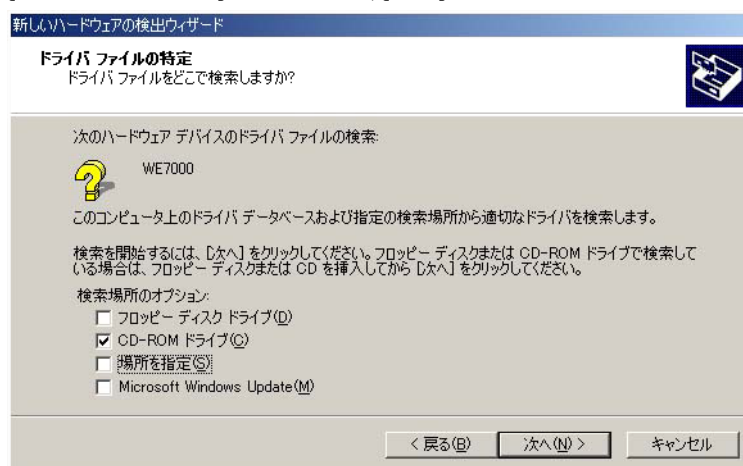 新しいハードウェアの検出ウィザード
ドライバ ファイルの特定
ドライバ ファイルをどこで検索しますか?
次のハードウェア デバイスのドライバ ファイルの検索:
WE7000
このコンピュータ上のドライバ データベースおよび指定の検索場所から適切なドライバを検索します。
検索を開始するには、[次へ] をクリックしてください。フロッピー ディスクまたは CD-ROM ドライブで検索して
いる場合は、フロッピー ディスクまたは CD を挿入してから [次へ] をクリックしてください。
検索場所のオプション:
フロッピー ディスク ドライブ(D)
CD-ROM ドライブ(C)
場所を指定(S)
Microsoft Windows Update(M)
< 戻る(B) 次へ(N) > キャンセル